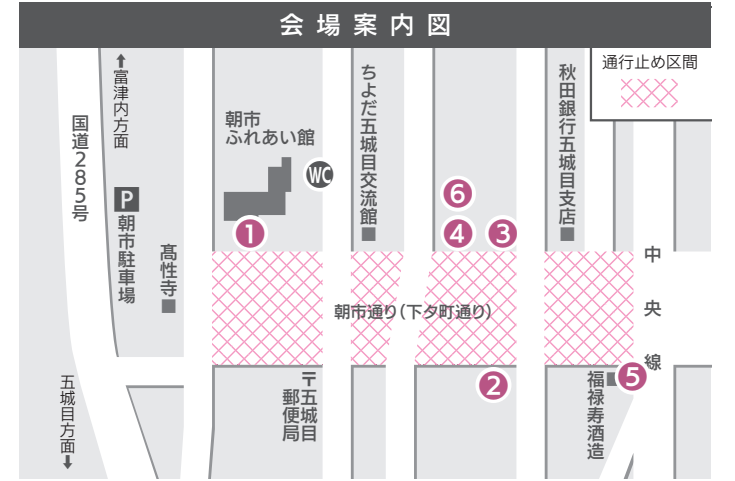 会場案内図
通行止め区間
↑富津内方面
国道285号
P
朝市駐車場
髙性寺■
五城目方面↓
朝市
ふれあい館
WC
1
ちよだ五城目交流館■
6
4
3
秋田銀行五城目支店■
朝市通り(下夕町通り)
中央線
〒五城目
郵便局
2
福禄寿酒造■
5